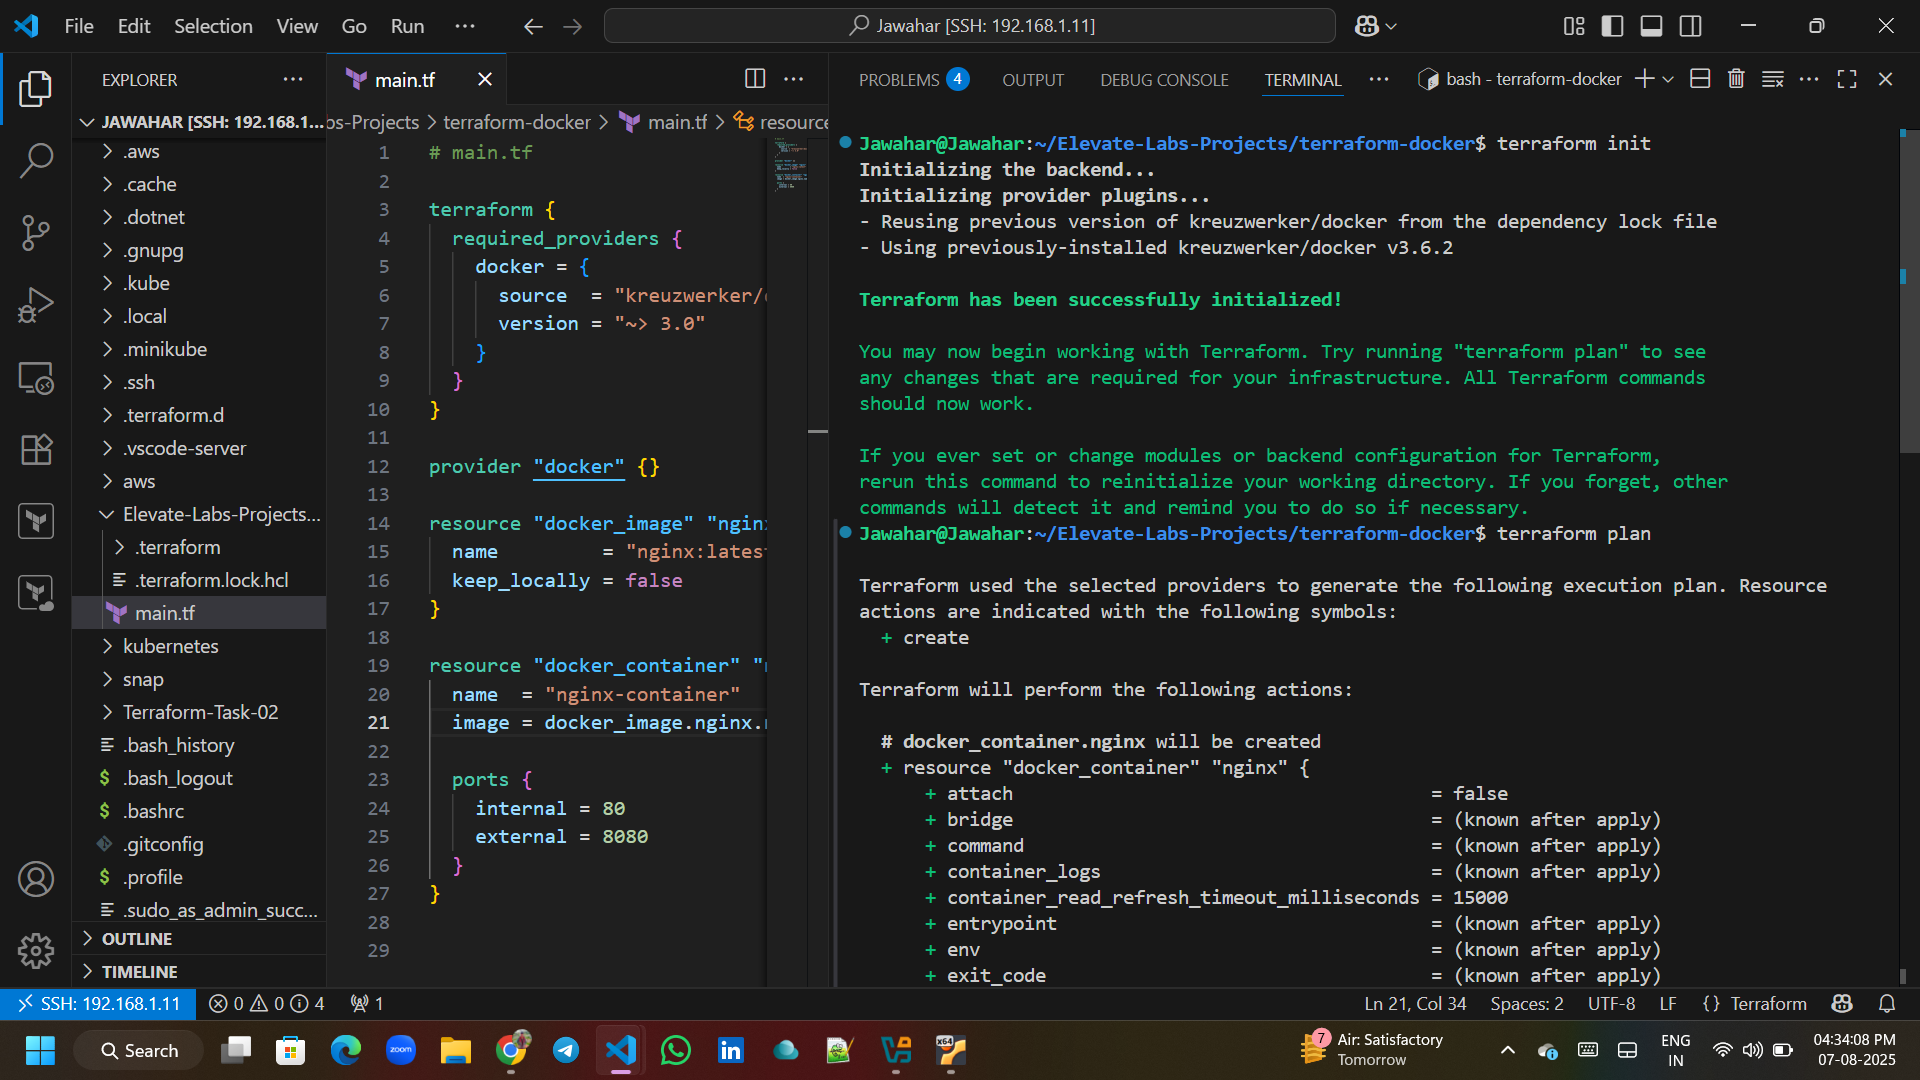 File Edit Selection View Go Run
Jawahar [SSH: 192.168.1.11]
EXPLORER
JAWAHAR [SSH: 192.168.1...
.aws
.cache
.dotnet
.gnupg
.kube
.local
.minikube
.ssh
.terraform.d
.vscode-server
aws
Elevate-Labs-Projects...
.terraform
.terraform.lock.hcl
main.tf
kubernetes
snap
Terraform-Task-02
.bash_history
.bash_logout
.bashrc
.gitconfig
.profile
.sudo_as_admin_succ...
OUTLINE
TIMELINE
main.tf
bs-Projects > terraform-docker > main.tf > resource
1 # main.tf
2
3 terraform {
4 required_providers {
5 docker = {
6 source = "kreuzwerker/
7 version = "~> 3.0"
8 }
9 }
10 }
11
12 provider "docker" {}
13
14 resource "docker_image" "nginx
15 name = "nginx:latest
16 keep_locally = false
17 }
18
19 resource "docker_container" "
20 name = "nginx-container"
21 image = docker_image.nginx.
22
23 ports {
24 internal = 80
25 external = 8080
26 }
27 }
28
29
PROBLEMS 4 OUTPUT DEBUG CONSOLE TERMINAL
bash - terraform-docker
Jawahar@Jawahar:~/Elevate-Labs-Projects/terraform-docker$ terraform init
Initializing the backend...
Initializing provider plugins...
- Reusing previous version of kreuzwerker/docker from the dependency lock file
- Using previously-installed kreuzwerker/docker v3.6.2
Terraform has been successfully initialized!
You may now begin working with Terraform. Try running "terraform plan" to see
any changes that are required for your infrastructure. All Terraform commands
should now work.
If you ever set or change modules or backend configuration for Terraform,
rerun this command to reinitialize your working directory. If you forget, other
commands will detect it and remind you to do so if necessary.
Jawahar@Jawahar:~/Elevate-Labs-Projects/terraform-docker$ terraform plan
Terraform used the selected providers to generate the following execution plan. Resource
actions are indicated with the following symbols:
+ create
Terraform will perform the following actions:
# docker_container.nginx will be created
+ resource "docker_container" "nginx" {
+ attach = false
+ bridge = (known after apply)
+ command = (known after apply)
+ container_logs = (known after apply)
+ container_read_refresh_timeout_milliseconds = 15000
+ entrypoint = (known after apply)
+ env = (known after apply)
+ exit_code = (known after apply)
SSH: 192.168.1.11 0 0 4 1
Ln 21, Col 34 Spaces: 2 UTF-8 LF {} Terraform
Search
zoom
x64
7
Air: Satisfactory
Tomorrow
ENG
IN
04:34:08 PM
07-08-2025